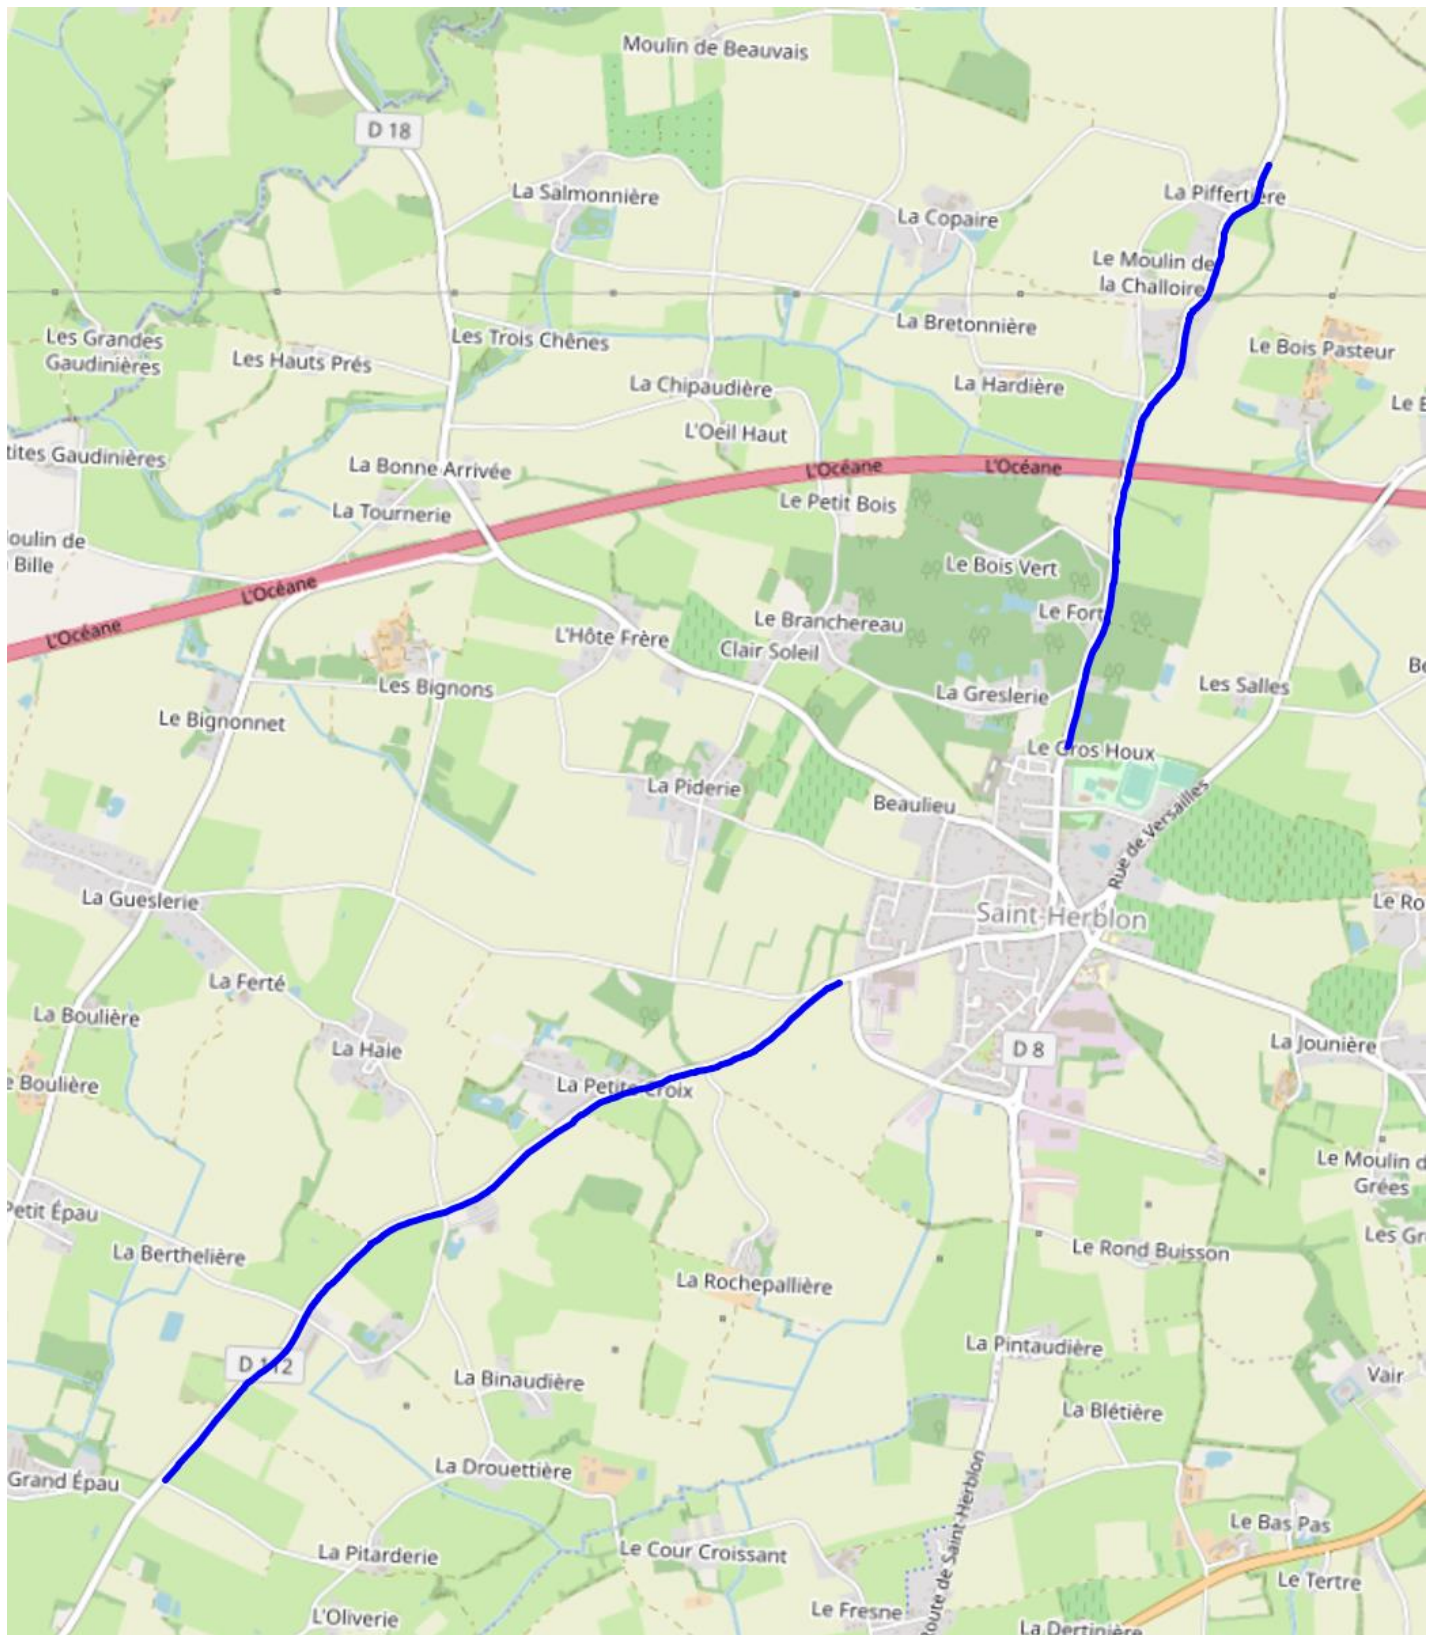 Moulin de Beauvais
D 18
La Salmonnière
La Piffertière
La Copaire
Le Moulin de
la Challoire
La Bretonnière
Les Grandes
Gaudinières
Les Trois Chênes
Les Hauts Prés
Le Bois Pasteur
La Chipaudière
La Hardière
L'Oeil Haut
tites Gaudinières
La Bonne Arrivée
L'Océane
L'Océane
Le Petit Bois
La Tournerie
oulin de
Bille
Le Bois Vert
L'Océane
Le Fort
L'Océane
Le Branchereau
L'Hôte Frère
Clair Soleil
Les Bignons
La Greslerie
Les Salles
Le Bignonnet
Le Gros Houx
La Piderie
Beaulieu
Rue de Versailles
La Gueslerie
Le Ro
Saint-Herblon
La Ferté
La Boulière
La Haie
D 8
La Jounière
e Boulière
La Petite Croix
Le Moulin d
Grées
Petit Épau
Les Gr
La Berthelière
Le Rond Buisson
La Rochepallière
D 112
La Pintaudière
La Binaudière
Vair
La Blétière
Grand Épau
La Drouettière
Route de Saint-Herblon
Le Bas Pas
La Pitarderie
Le Cour Croissant
Le Tertre
L'Oliverie
Le Fresne
La Dertinière